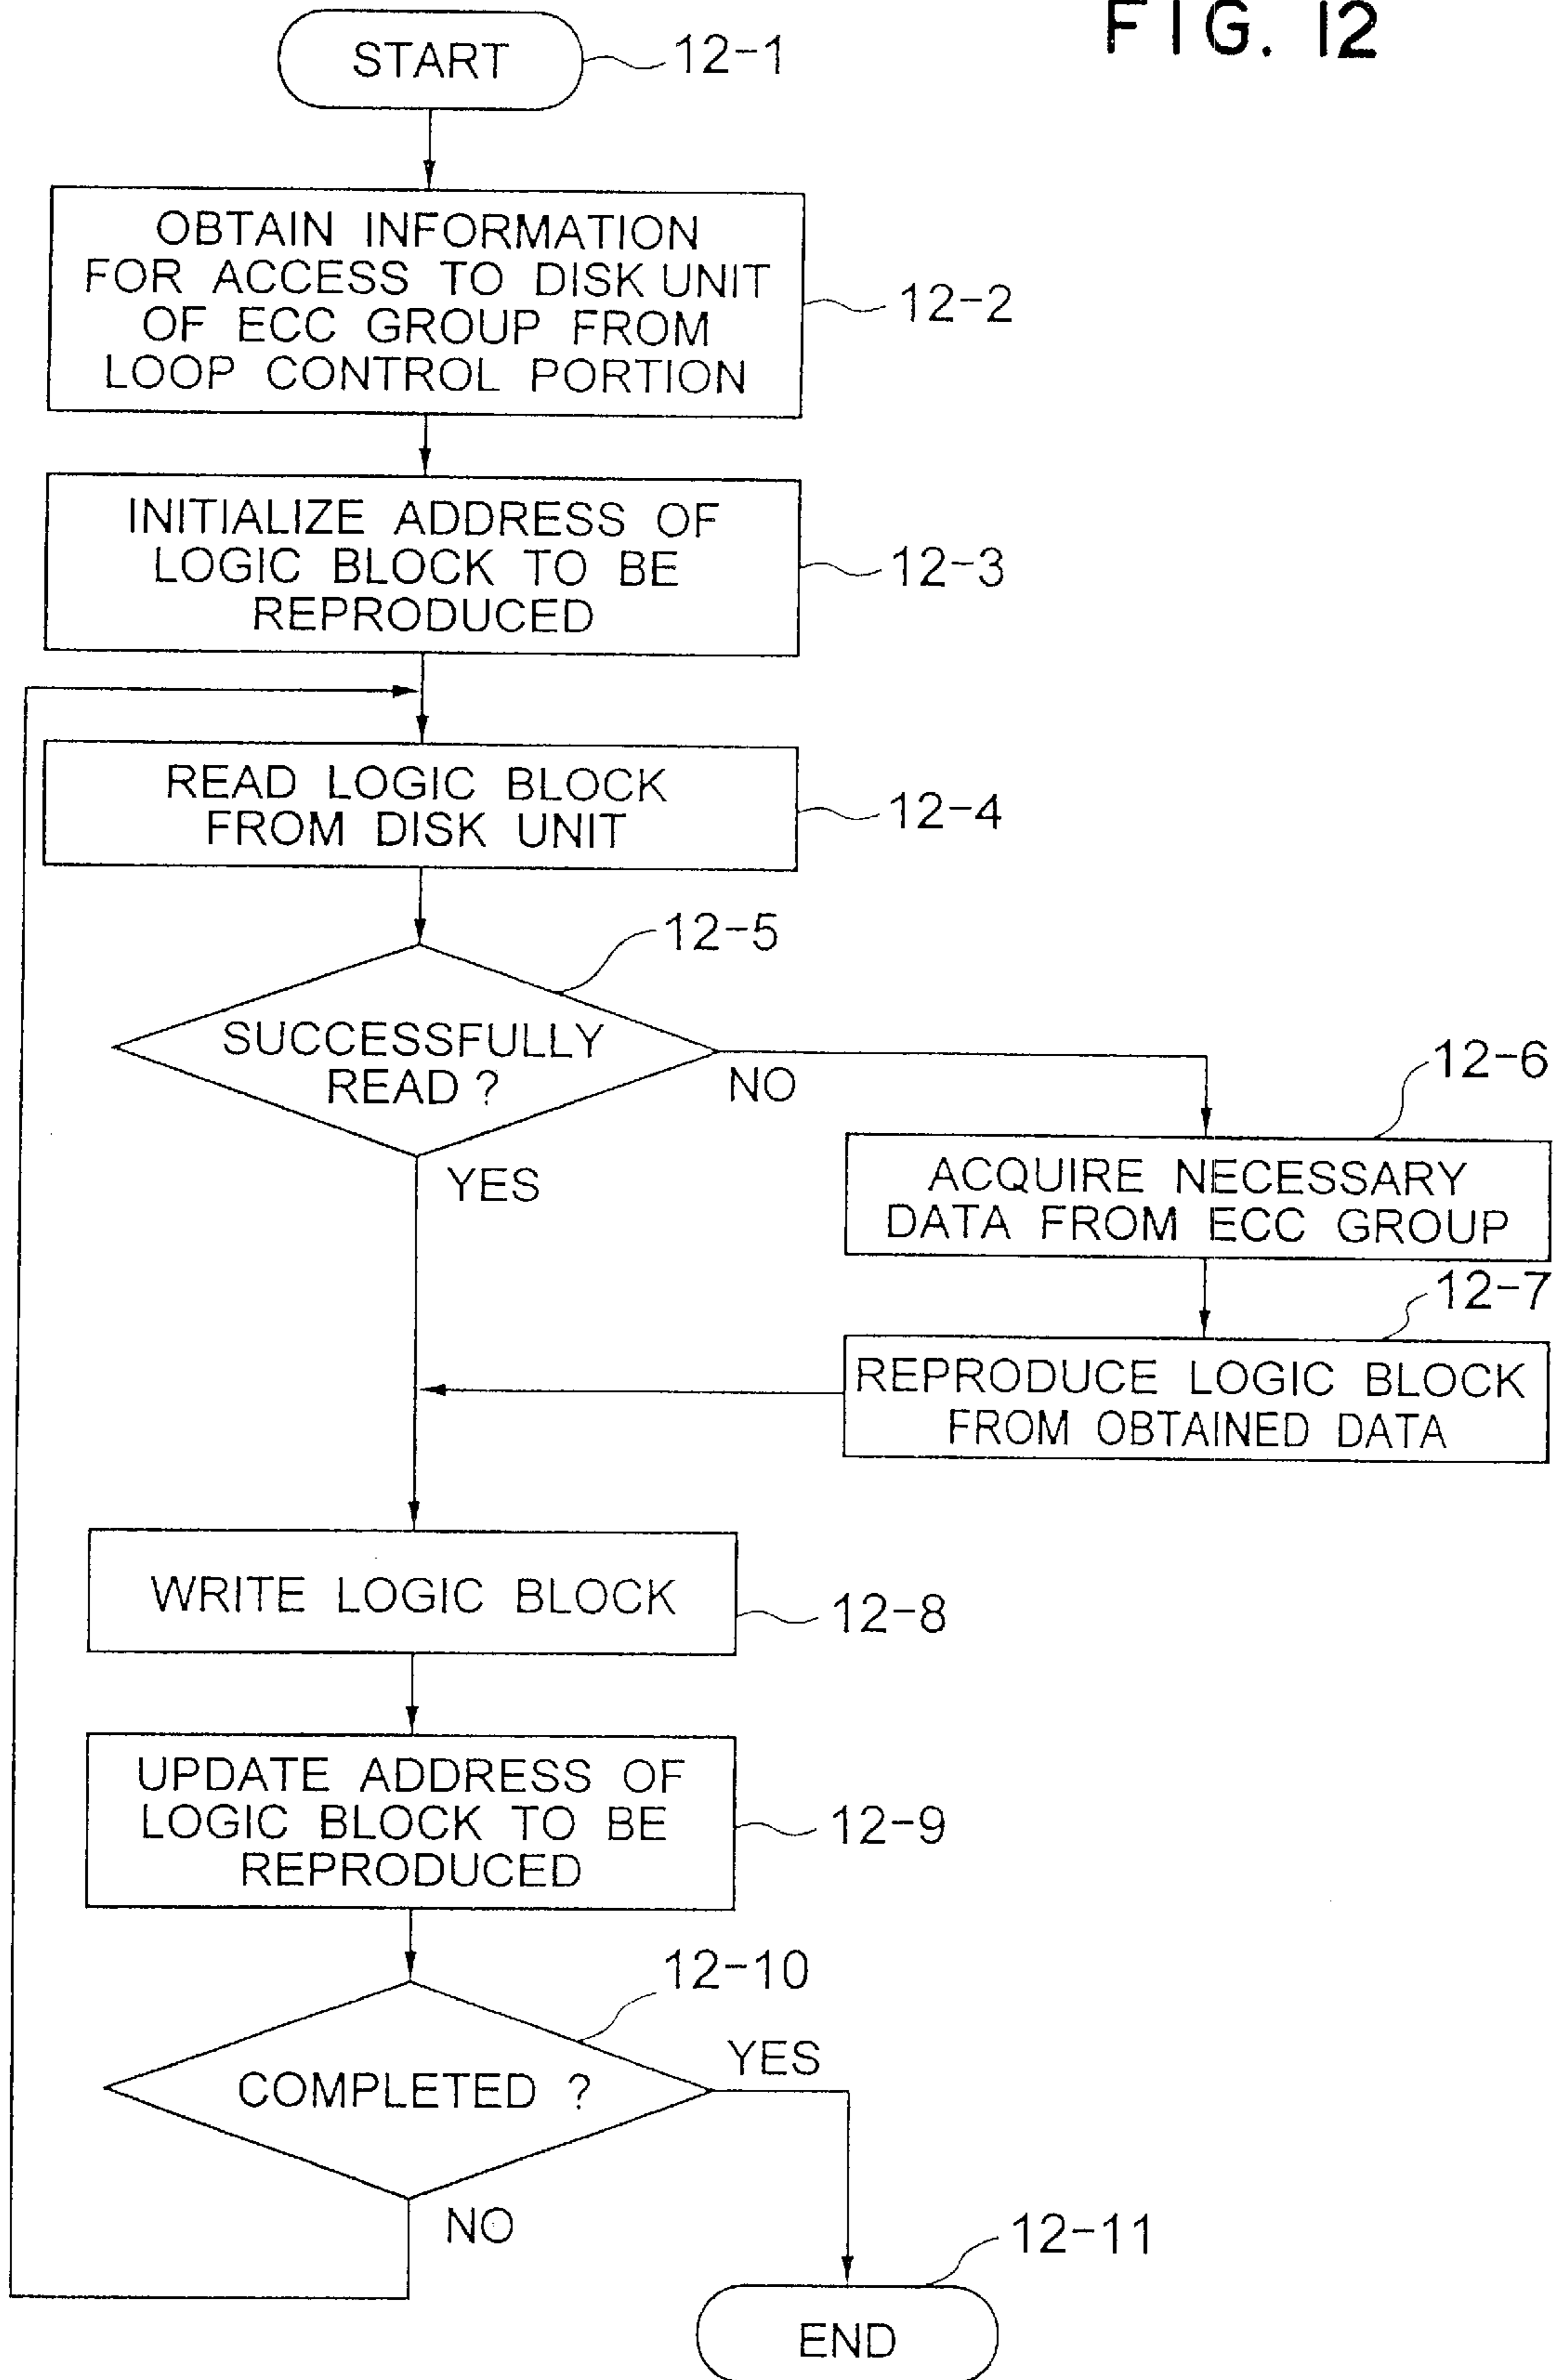 FIG. 12
START
12-1
OBTAIN INFORMATION
FOR ACCESS TO DISK UNIT
OF ECC GROUP FROM
LOOP CONTROL PORTION
12-2
INITIALIZE ADDRESS OF
LOGIC BLOCK TO BE
REPRODUCED
12-3
READ LOGIC BLOCK
FROM DISK UNIT
12-4
12-5
SUCCESSFULLY
READ ?
NO
YES
12-6
ACQUIRE NECESSARY
DATA FROM ECC GROUP
12-7
REPRODUCE LOGIC BLOCK
FROM OBTAINED DATA
WRITE LOGIC BLOCK
12-8
UPDATE ADDRESS OF
LOGIC BLOCK TO BE
REPRODUCED
12-9
12-10
COMPLETED ?
YES
NO
12-11
END